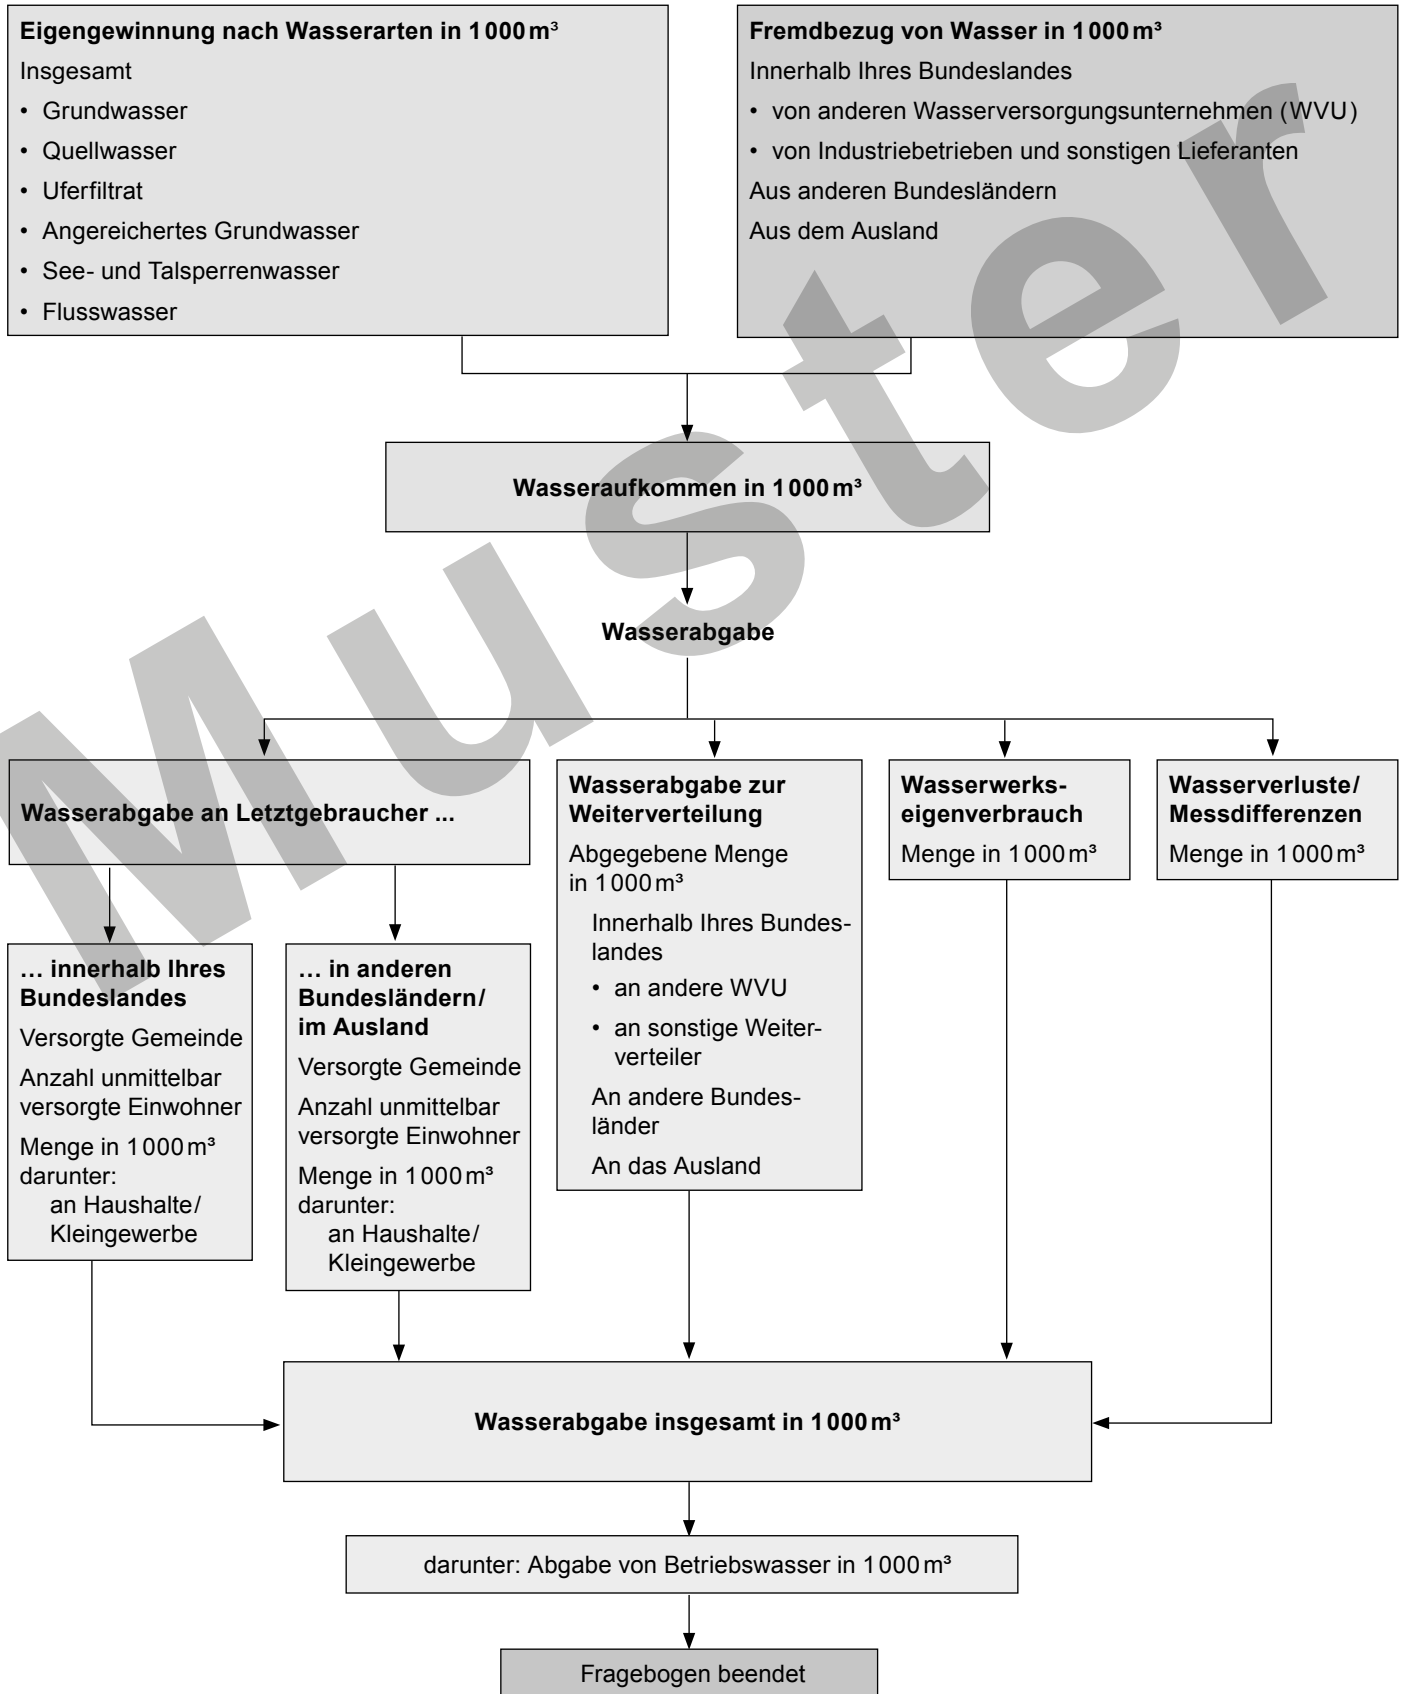 Eigengewinnung nach Wasserarten in 1 000 m³
Insgesamt
• Grundwasser
• Quellwasser
• Uferfiltrat
• Angereichertes Grundwasser
• See- und Talsperrenwasser
• Flusswasser
Fremdbezug von Wasser in 1 000 m³
Innerhalb Ihres Bundeslandes
• von anderen Wasserversorgungsunternehmen (WVU)
• von Industriebetrieben und sonstigen Lieferanten
Aus anderen Bundesländern
Aus dem Ausland
Wasseraufkommen in 1 000 m³
Wasserabgabe
Wasserabgabe an Letztgebraucher ...
… innerhalb Ihres
Bundeslandes
Versorgte Gemeinde
Anzahl unmittelbar
versorgte Einwohner
Menge in 1 000 m³
darunter:
an Haushalte/
Kleingewerbe
… in anderen
Bundesländern/
im Ausland
Versorgte Gemeinde
Anzahl unmittelbar
versorgte Einwohner
Menge in 1 000 m³
darunter:
an Haushalte/
Kleingewerbe
Wasserabgabe zur
Weiterverteilung
Abgegebene Menge
in 1 000 m³
Innerhalb Ihres Bundes-
landes
• an andere WVU
• an sonstige Weiter-
verteiler
An andere Bundes-
länder
An das Ausland
Wasserwerks-
eigenverbrauch
Menge in 1 000 m³
Wasserverluste/
Messdifferenzen
Menge in 1 000 m³
Wasserabgabe insgesamt in 1 000 m³
darunter: Abgabe von Betriebswasser in 1 000 m³
Fragebogen beendet
Muster